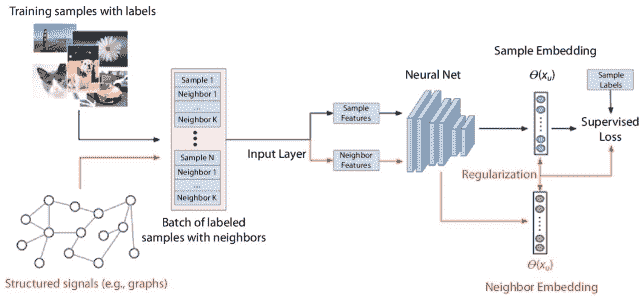 Training samples with labels
Sample 1
Neighbor 1
...
Neighbor K
Sample N
Neighbor 1
...
Neighbor K
Batch of labeled
samples with neighbors
Structured signals (e.g., graphs)
Input Layer
Sample
Features
Neighbor
Features
Neural Net
Sample Embedding
Θ(xᵤ)
Sample
Labels
Supervised
Loss
Regularization
Θ(xᵤ)
Neighbor Embedding